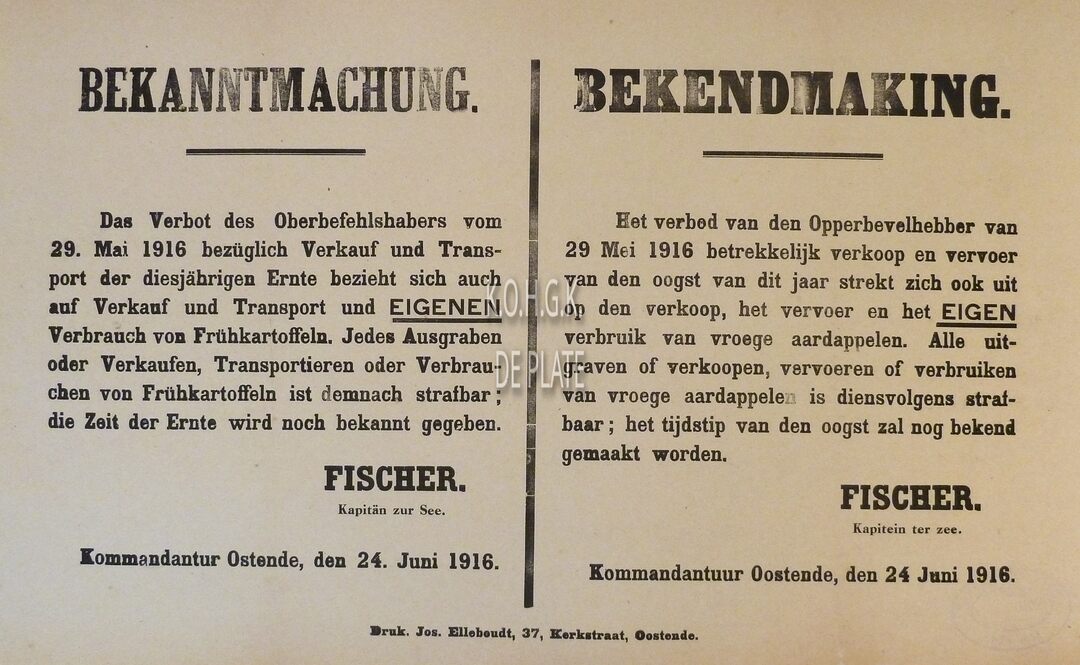 BEKANNTMACHUNG.
Das Verbot des Oberbefehlshabers vom
29. Mai 1916 bezüglich Verkauf und Trans-
port der diesjährigen Ernte bezieht sich auch
auf Verkauf und Transport und EIGENEN
Verbrauch von Frühkartoffeln. Jedes Ausgraben
oder Verkaufen, Transportieren oder Verbrau-
chen von Frühkartoffeln ist demnach strafbar;
die Zeit der Ernte wird noch bekannt gegeben.
FISCHER.
Kapitän zur See.
Kommandantur Ostende, den 24. Juni 1916.
BEKENDMAKING.
Het verbod van den Opperbevelhebber van
29 Mei 1916 betrekkelijk verkoop en vervoer
van den oogst van dit jaar strekt zich ook uit
op den verkoop, het vervoer en het EIGEN
verbruik van vroege aardappelen. Alle uit-
graven of verkoopen, vervoeren of verbruiken
van vroege aardappelen is diensvolgens straf-
baar; het tijdstip van den oogst zal nog bekend
gemaakt worden.
FISCHER.
Kapitein ter zee.
Kommandantuur Oostende, den 24 Juni 1916.
Druk. Jos. Elleboudt, 37, Kerkstraat, Oostende.
K.O.H.G.K
DE PLATE